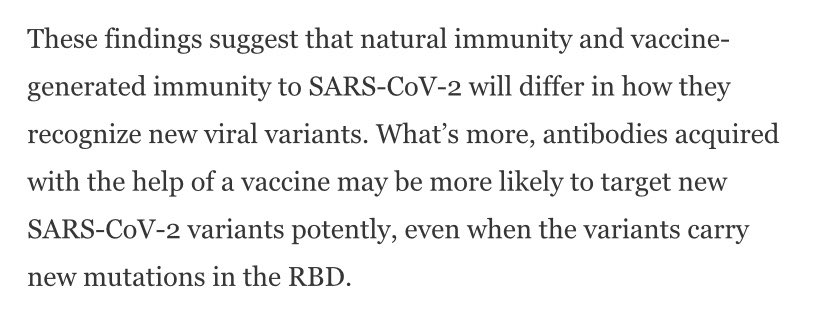 These findings suggest that natural immunity and vaccine-
generated immunity to SARS-CoV-2 will differ in how they
recognize new viral variants. What’s more, antibodies acquired
with the help of a vaccine may be more likely to target new
SARS-CoV-2 variants potently, even when the variants carry
new mutations in the RBD.